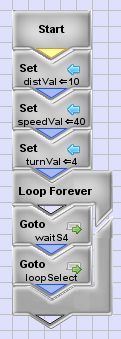 Start
Set
distVal⇐10
Set
speedVal⇐40
Set
turnVal⇐4
Loop Forever
Goto
waitS4
Goto
loopSelect